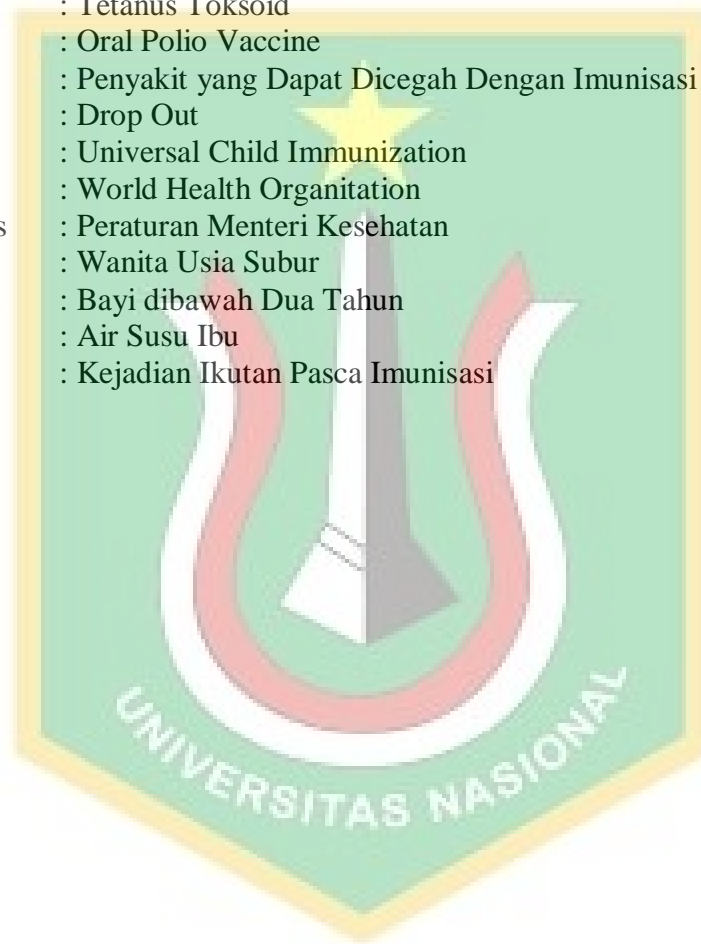 : Tetanus Toksoid
: Oral Polio Vaccine
: Penyakit yang Dapat Dicegah Dengan Imunisasi
: Drop Out
: Universal Child Immunization
: World Health Organitation
s : Peraturan Menteri Kesehatan
: Wanita Usia Subur
: Bayi dibawah Dua Tahun
: Air Susu Ibu
: Kejadian Ikutan Pasca Imunisasi
UNIVERSITAS NASIONAL